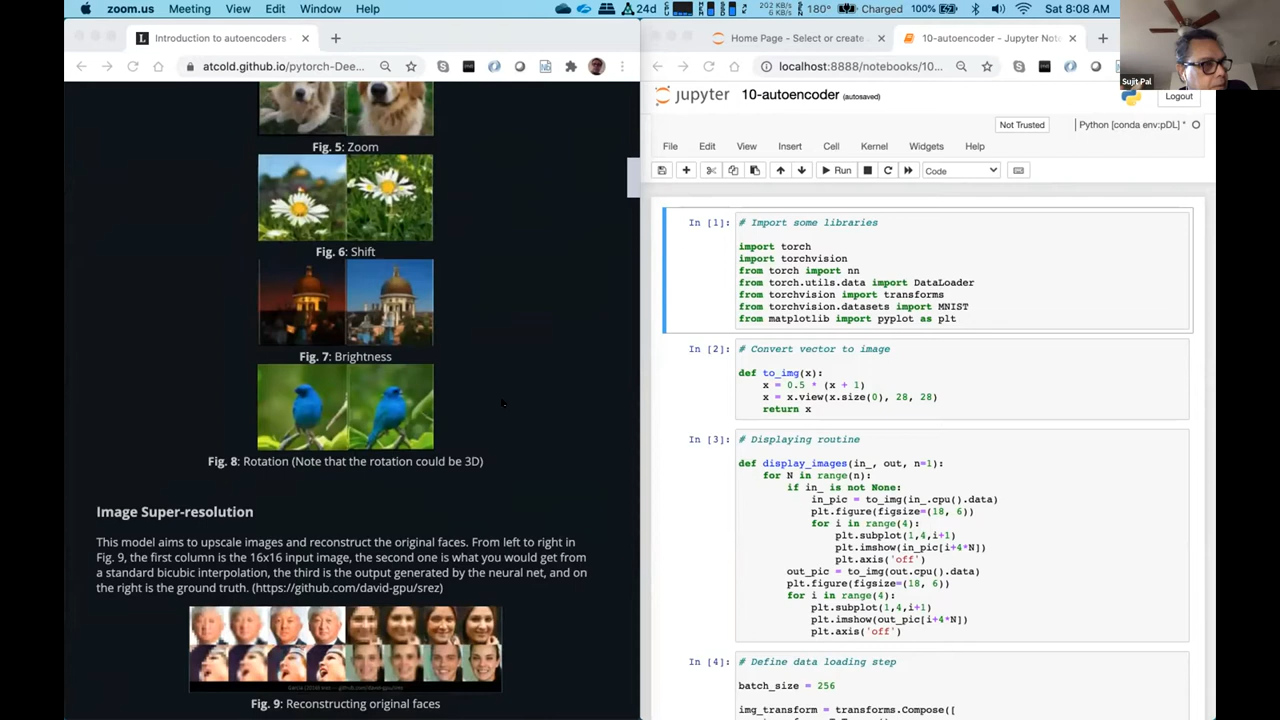 zoom.us Meeting View Edit Window Help
24d
202 KB/s
6 KB/s
180° Charged 100% Sat 8:08 AM
Introduction to autoencoders ·
atcold.github.io/pytorch-Dee…
Fig. 5: Zoom
Fig. 6: Shift
Fig. 7: Brightness
Fig. 8: Rotation (Note that the rotation could be 3D)
Image Super-resolution
This model aims to upscale images and reconstruct the original faces. From left to right in
Fig. 9, the first column is the 16x16 input image, the second one is what you would get from
a standard bicubic interpolation, the third is the output generated by the neural net, and on
the right is the ground truth. (https://github.com/david-gpu/srez)
Fig. 9: Reconstructing original faces
Home Page - Select or create
10-autoencoder - Jupyter Note
localhost:8888/notebooks/10…
Sujit Pal
jupyter 10-autoencoder (autosaved)
Logout
Not Trusted
Python [conda env:pDL] *
File Edit View Insert Cell Kernel Widgets Help
Run
Code
In [1]:
# Import some libraries
import torch
import torchvision
from torch import nn
from torch.utils.data import DataLoader
from torchvision import transforms
from torchvision.datasets import MNIST
from matplotlib import pyplot as plt
In [2]:
# Convert vector to image
def to_img(x):
x = 0.5 * (x + 1)
x = x.view(x.size(0), 28, 28)
return x
In [3]:
# Displaying routine
def display_images(in_, out, n=1):
for N in range(n):
if in_ is not None:
in_pic = to_img(in_.cpu().data)
plt.figure(figsize=(18, 6))
for i in range(4):
plt.subplot(1,4,i+1)
plt.imshow(in_pic[i+4*N])
plt.axis('off')
out_pic = to_img(out.cpu().data)
plt.figure(figsize=(18, 6))
for i in range(4):
plt.subplot(1,4,i+1)
plt.imshow(out_pic[i+4*N])
plt.axis('off')
In [4]:
# Define data loading step
batch_size = 256
img_transform = transforms.Compose([